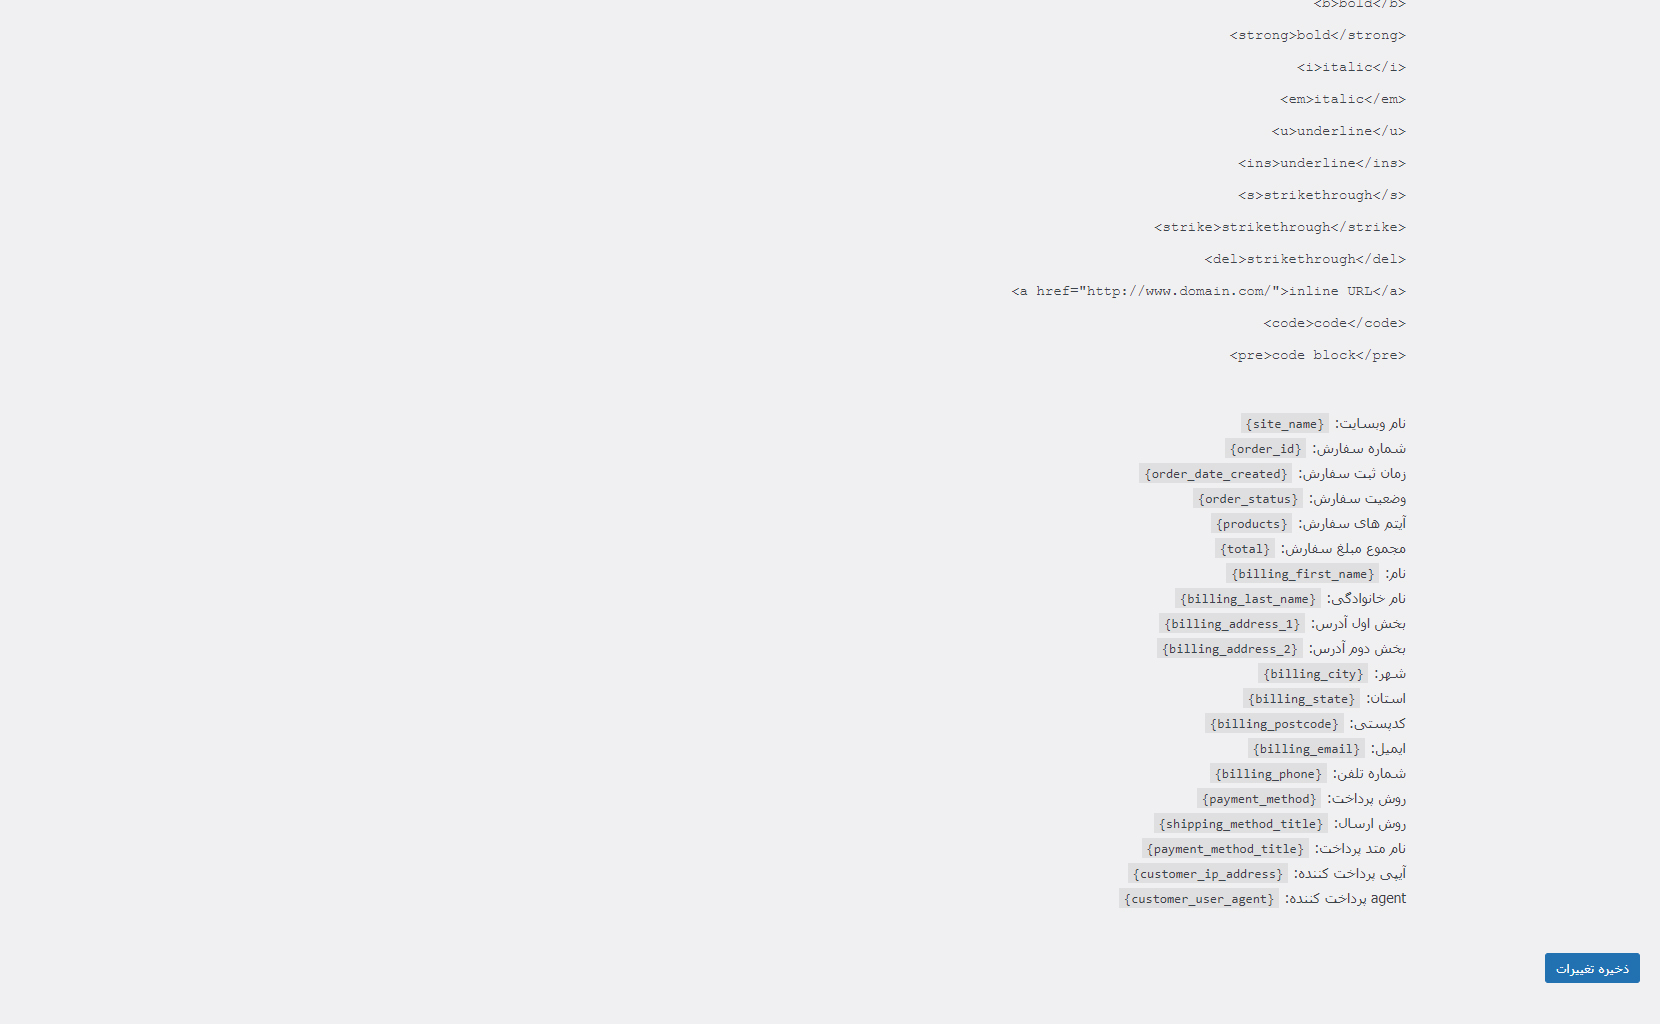 <b>bold</b>
<strong>bold</strong>
<i>italic</i>
<em>italic</em>
<u>underline</u>
<ins>underline</ins>
<s>strikethrough</s>
<strike>strikethrough</strike>
<del>strikethrough</del>
<a href="http://www.domain.com/">inline URL</a>
<code>code</code>
<pre>code block</pre>
نام وبسایت: {site_name}
شماره سفارش: {order_id}
زمان ثبت سفارش: {order_date_created}
وضعیت سفارش: {order_status}
آیتم های سفارش: {products}
مجموع مبلغ سفارش: {total}
نام: {billing_first_name}
نام خانوادگی: {billing_last_name}
بخش اول آدرس: {billing_address_1}
بخش دوم آدرس: {billing_address_2}
شهر: {billing_city}
استان: {billing_state}
کدپستی: {billing_postcode}
ایمیل: {billing_email}
شماره تلفن: {billing_phone}
روش پرداخت: {payment_method}
روش ارسال: {shipping_method_title}
نام متد پرداخت: {payment_method_title}
آیپی پرداخت کننده: {customer_ip_address}
agent پرداخت کننده: {customer_user_agent}
ذخیره تغییرات